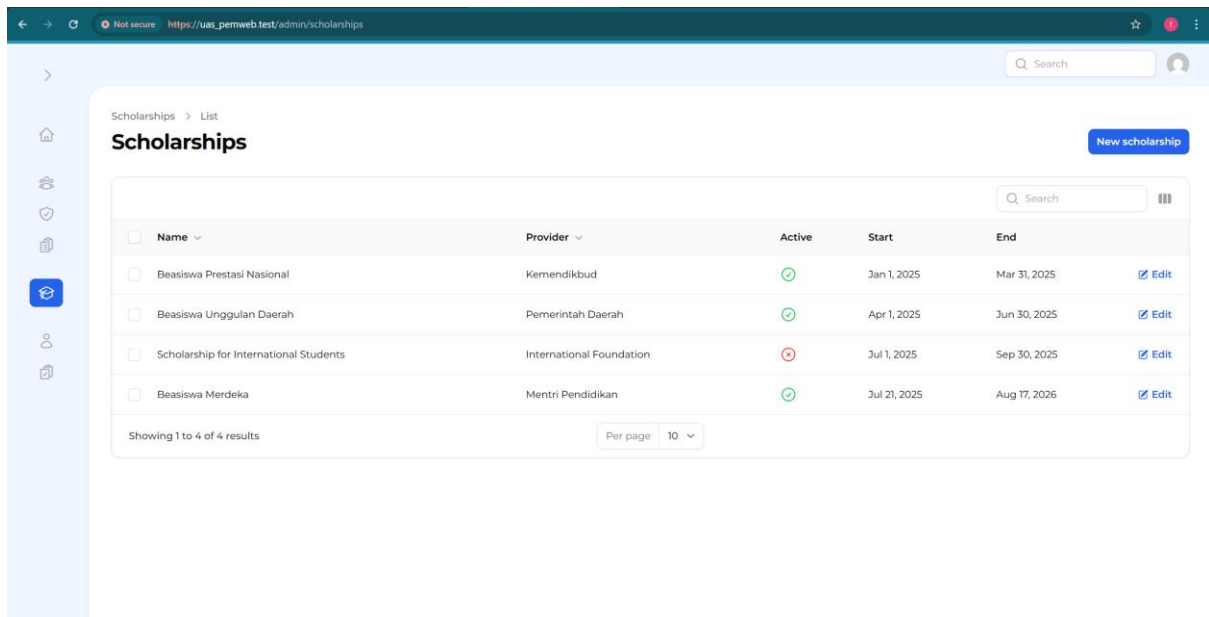 Not secure https://uas_pemweb.test/admin/scholarships
Search
Scholarships > List
Scholarships
New scholarship
Search
Name Provider Active Start End
Beasiswa Prestasi Nasional Kemendikbud Jan 1, 2025 Mar 31, 2025 Edit
Beasiswa Unggulan Daerah Pemerintah Daerah Apr 1, 2025 Jun 30, 2025 Edit
Scholarship for International Students International Foundation Jul 1, 2025 Sep 30, 2025 Edit
Beasiswa Merdeka Mentri Pendidikan Jul 21, 2025 Aug 17, 2026 Edit
Showing 1 to 4 of 4 results Per page 10